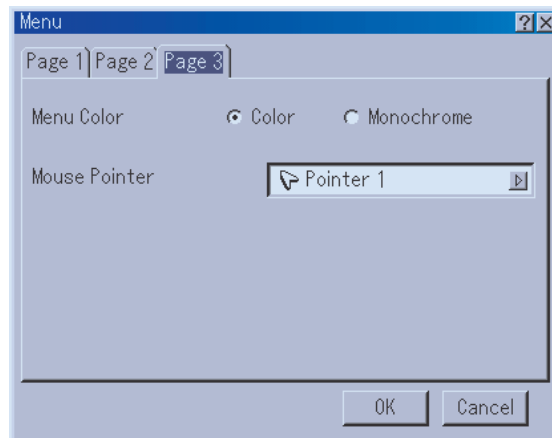 Menu ? ×
Page 1 Page 2 Page 3
Menu Color Color Monochrome
Mouse Pointer Pointer 1
OK Cancel